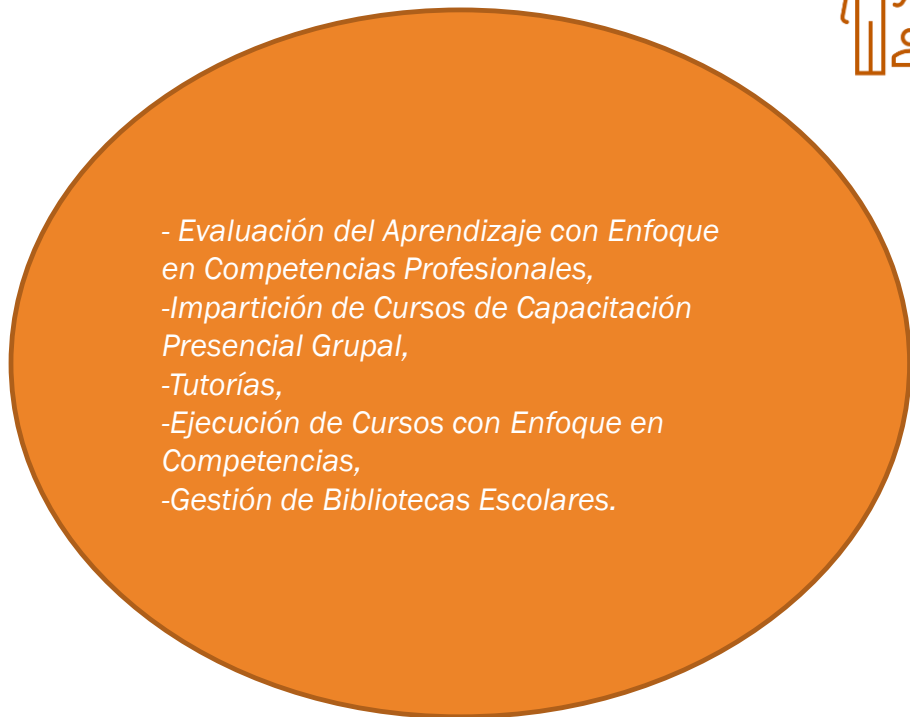 - Evaluación del Aprendizaje con Enfoque
en Competencias Profesionales,
-Impartición de Cursos de Capacitación
Presencial Grupal,
-Tutorías,
-Ejecución de Cursos con Enfoque en
Competencias,
-Gestión de Bibliotecas Escolares.